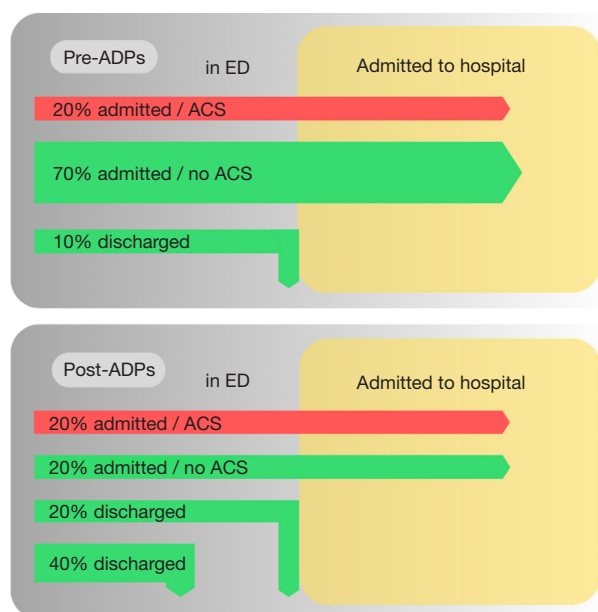 Pre-ADPs
in ED
Admitted to hospital
20% admitted / ACS
70% admitted / no ACS
10% discharged
Post-ADPs
in ED
Admitted to hospital
20% admitted / ACS
20% admitted / no ACS
20% discharged
40% discharged